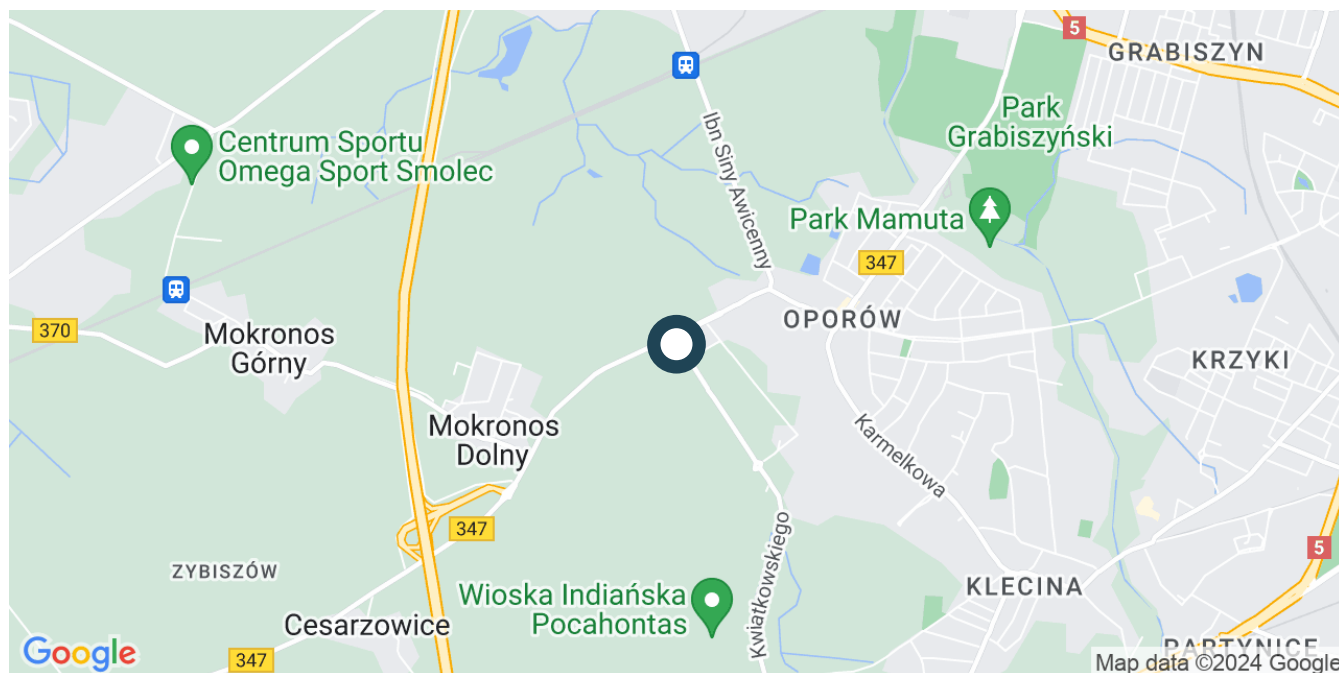 5
GRABISZYN
Park
Grabiszyński
Centrum Sportu
Omega Sport Smolec
Ibn Siny Awicenny
Park Mamuta
347
OPORÓW
370
Mokronos
Górny
KRZYKI
Mokronos
Dolny
Karmelkowa
347
5
ZYBISZÓW
Kwiatkowskiego
Wioska Indiańska
Pocahontas
KLECINA
Cesarzowice
347
PARTYNICE
Google
Map data ©2024 Google